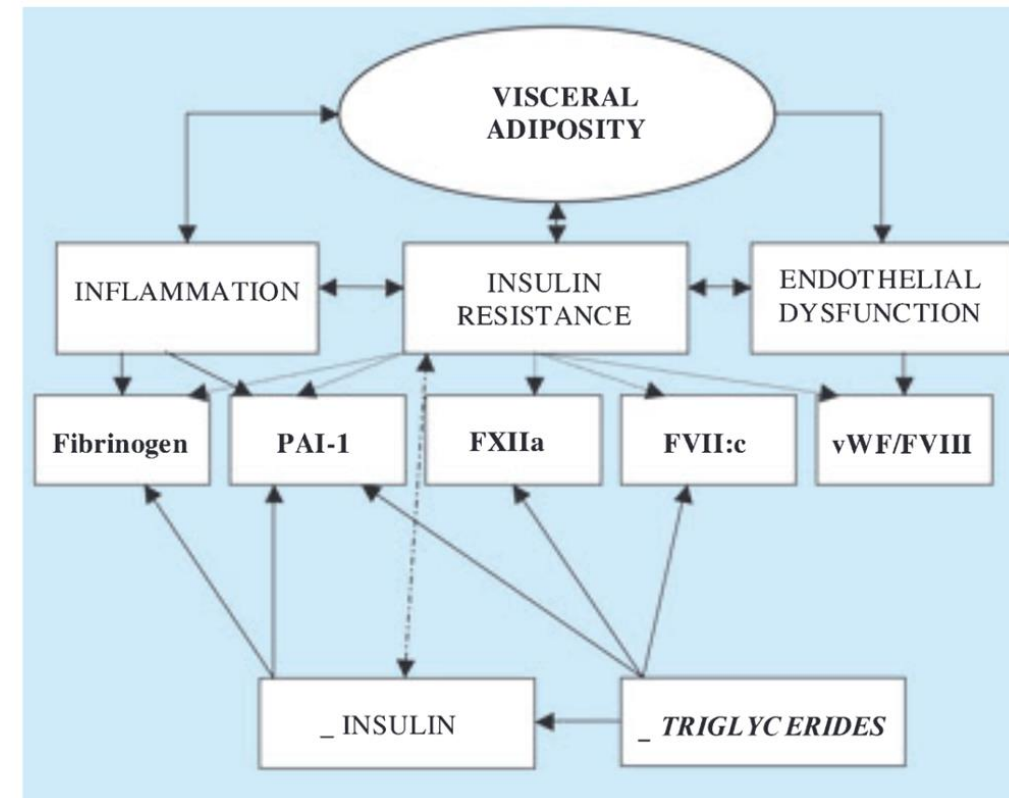 VISCERAL
ADIPOSITY
INFLAMMATION
INSULIN
RESISTANCE
ENDOTHELIAL
DYSFUNCTION
Fibrinogen
PAI-1
FXIIa
FVII:c
vWF/FVIII
_ INSULIN
_ TRIGLYCERIDES